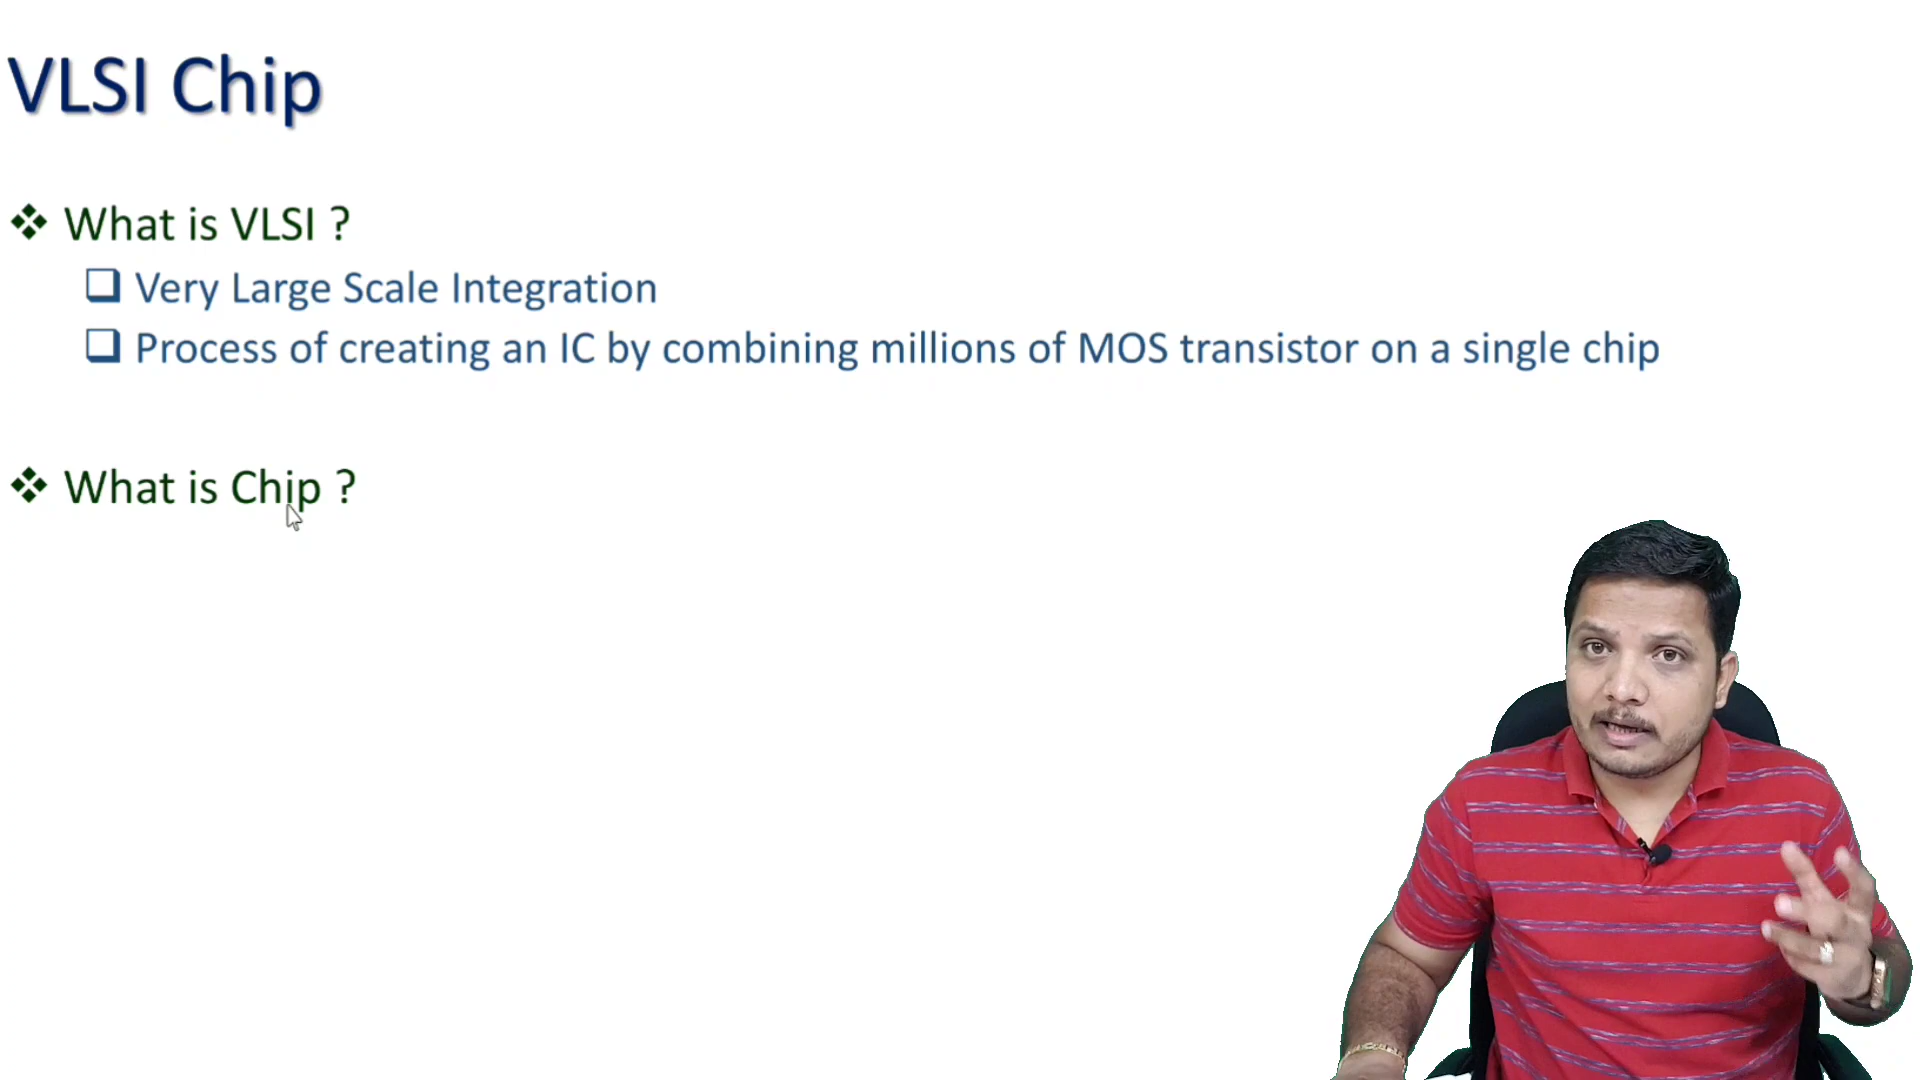 VLSI Chip
What is VLSI ?
Very Large Scale Integration
Process of creating an IC by combining millions of MOS transistor on a single chip
What is Chip ?